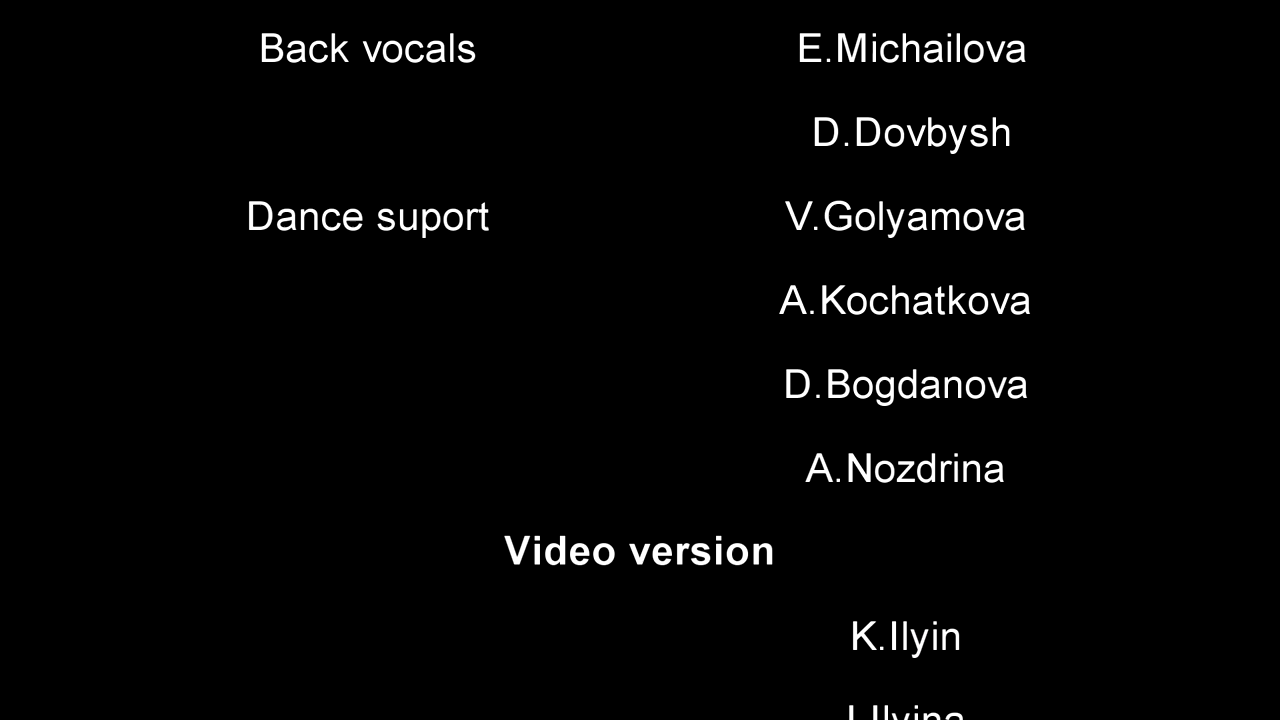 Back vocals E.Michailova
D.Dovbysh
Dance suport V.Golyamova
A.Kochatkova
D.Bogdanova
A.Nozdrina
Video version
K.Ilyin